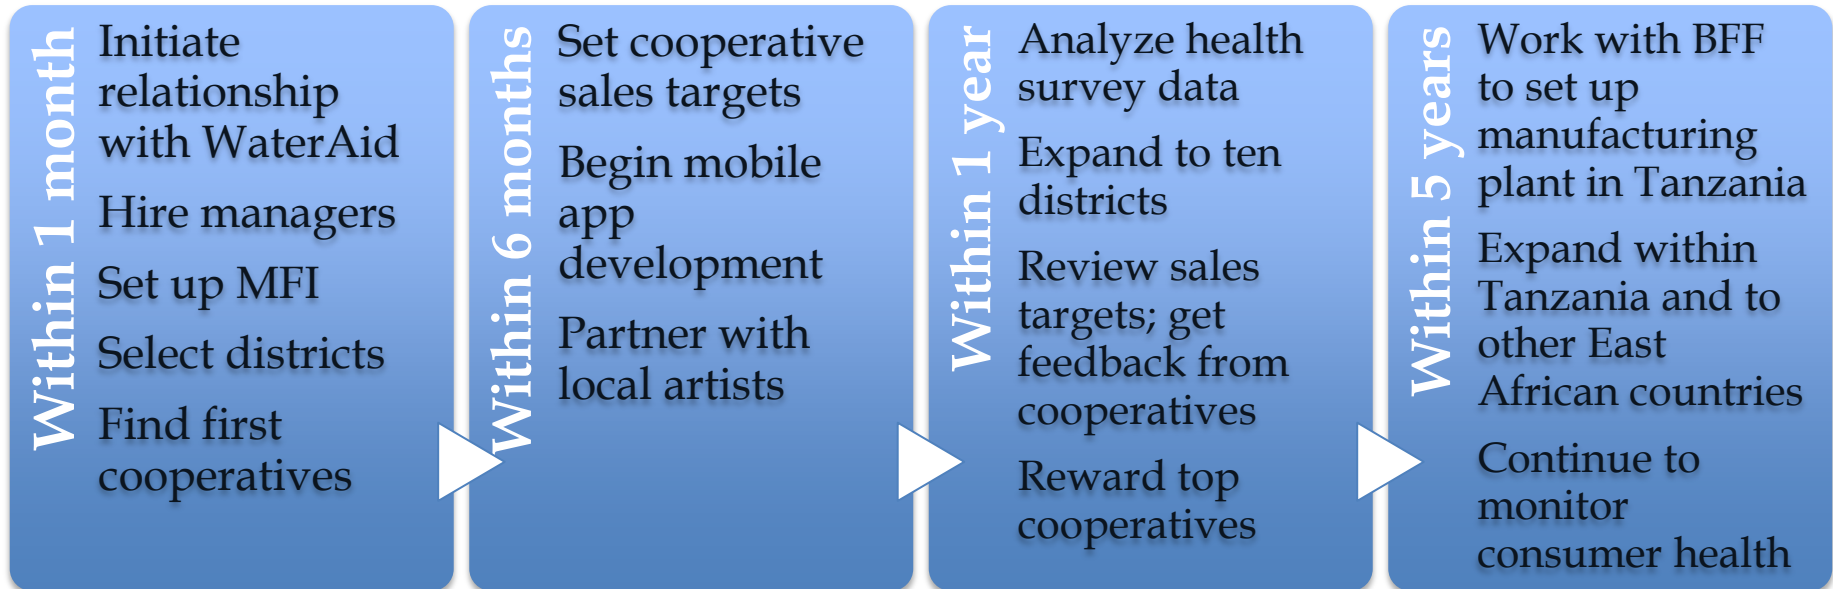 Within 1 month
Initiate
relationship
with WaterAid
Hire managers
Set up MFI
Select districts
Find first
cooperatives
Within 6 months
Set cooperative
sales targets
Begin mobile
app
development
Partner with
local artists
Within 1 year
Analyze health
survey data
Expand to ten
districts
Review sales
targets; get
feedback from
cooperatives
Reward top
cooperatives
Within 5 years
Work with BFF
to set up
manufacturing
plant in Tanzania
Expand within
Tanzania and to
other East
African countries
Continue to
monitor
consumer health